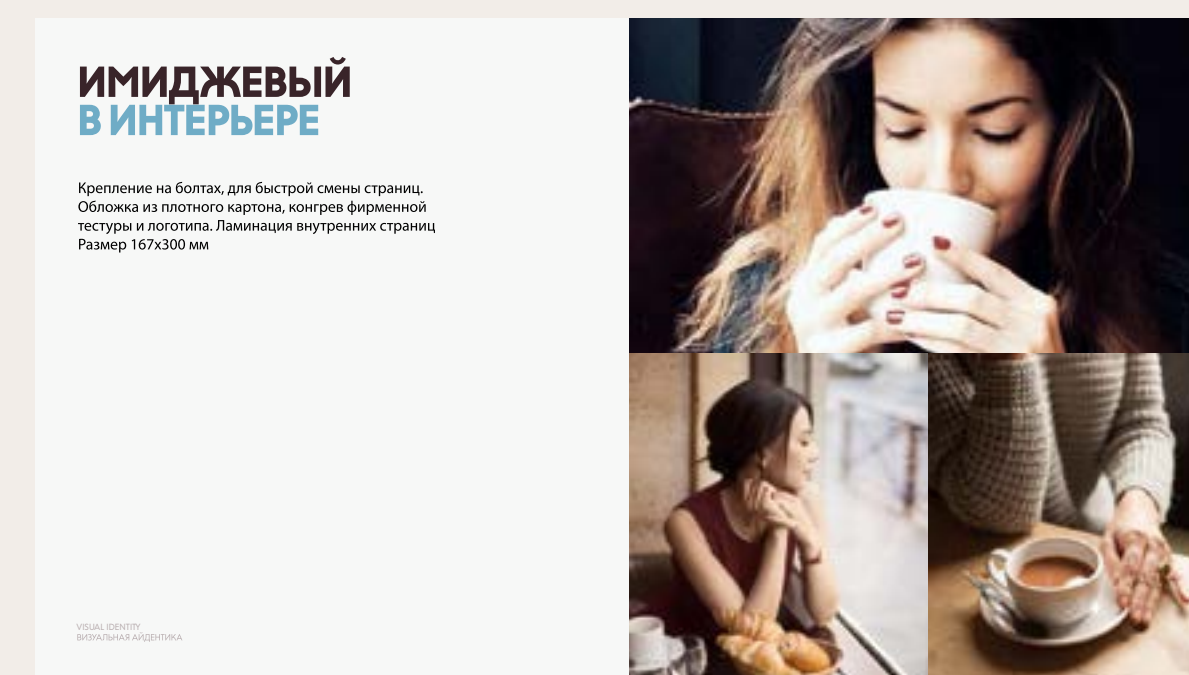 ИМИДЖЕВЫЙ
В ИНТЕРЬЕРЕ
Крепление на болтах, для быстрой смены страниц.
Обложка из плотного картона, конгрев фирменной
тестуры и логотипа. Ламинация внутренних страниц
Размер 167х300 мм
VISUAL IDENTITY
ВИЗУАЛЬНАЯ АЙДЕНТИКА